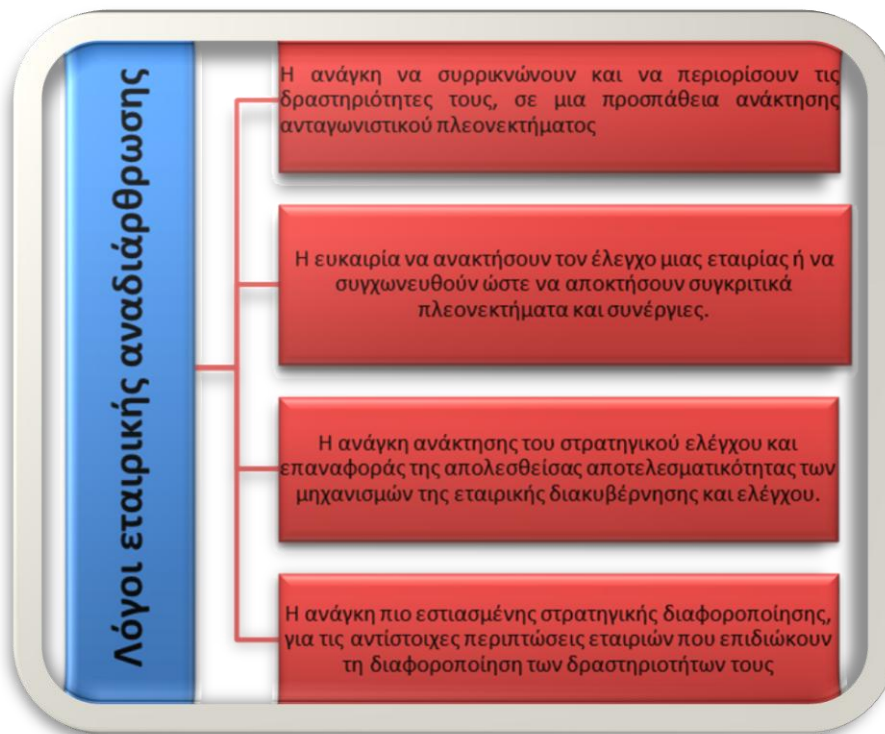 Λόγοι εταιρικής αναδιάρθρωσης
Η ανάγκη να συρρικνώνουν και να περιορίσουν τις
δραστηριότητες τους, σε μια προσπάθεια ανάκτησης
ανταγωνιστικού πλεονεκτήματος
Η ευκαιρία να ανακτήσουν τον έλεγχο μιας εταιρίας ή να
συγχωνευθούν ώστε να αποκτήσουν συγκριτικά
πλεονεκτήματα και συνέργιες.
Η ανάγκη ανάκτησης του στρατηγικού ελέγχου και
επαναφοράς της απολεσθείσας αποτελεσματικότητας των
μηχανισμών της εταιρικής διακυβέρνησης και ελέγχου.
Η ανάγκη πιο εστιασμένης στρατηγικής διαφοροποίησης,
για τις αντίστοιχες περιπτώσεις εταιριών που επιδιώκουν
τη διαφοροποίηση των δραστηριοτήτων τους